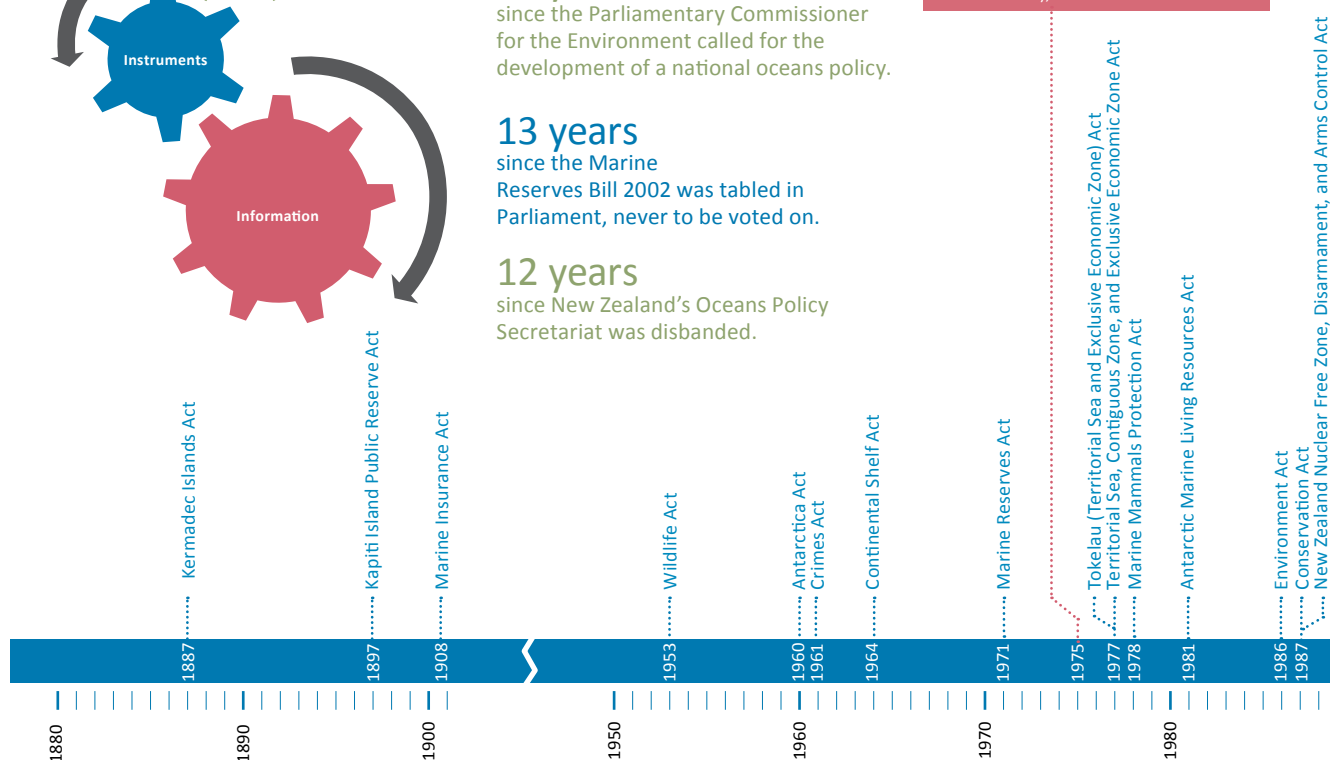 since the Parliamentary Commissioner
for the Environment called for the
development of a national oceans policy.
13 years
since the Marine
Reserves Bill 2002 was tabled in
Parliament, never to be voted on.
12 years
since New Zealand’s Oceans Policy
Secretariat was disbanded.
Instruments
Information
Kermadec Islands Act
Kapiti Island Public Reserve Act
Marine Insurance Act
Wildlife Act
Antarctica Act
Crimes Act
Continental Shelf Act
Marine Reserves Act
Tokelau (Territorial Sea and Exclusive Economic Zone) Act
Territorial Sea, Contiguous Zone, and Exclusive Economic Zone Act
Marine Mammals Protection Act
Antarctic Marine Living Resources Act
Environment Act
Conservation Act
New Zealand Nuclear Free Zone, Disarmament, and Arms Control Act
1887
1897
1908
1953
1960
1961
1964
1971
1975
1977
1978
1981
1986
1987
1880
1890
1900
1950
1960
1970
1980